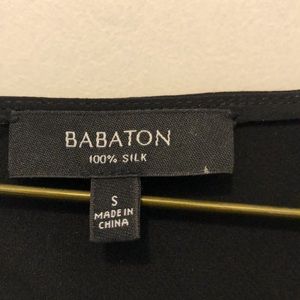 BABATON
100% SILK
S
MADE IN
CHINA